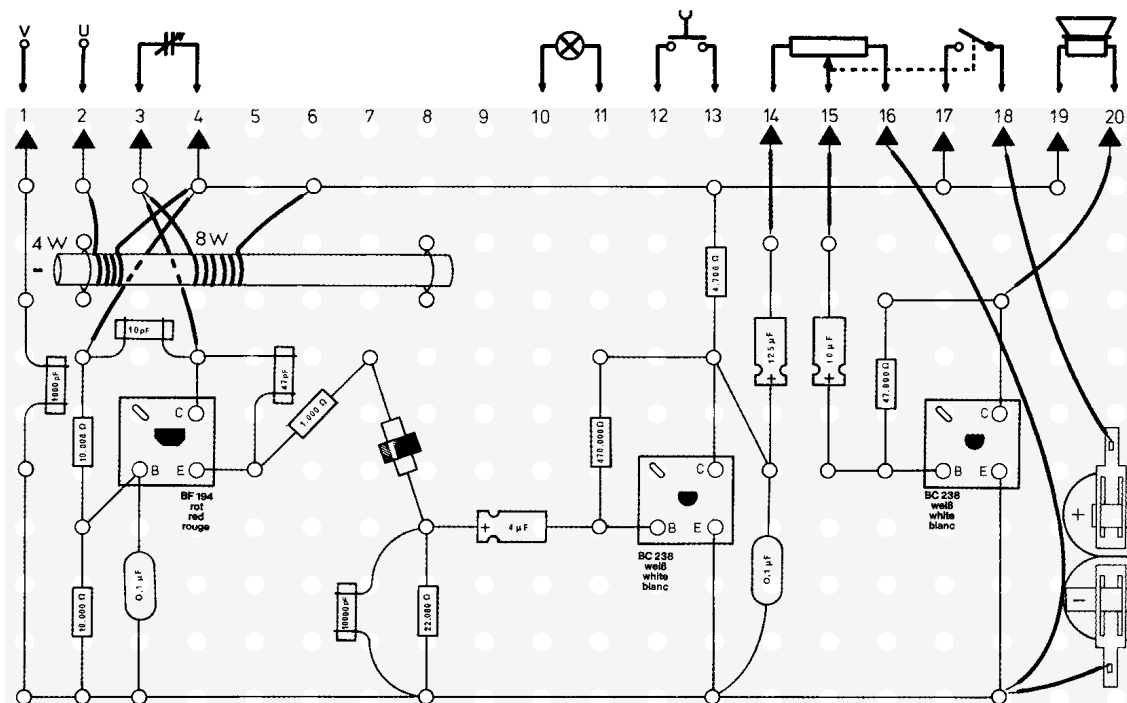 V U
1 2 3 4 5 6 7 8 9 10 11 12 13 14 15 16 17 18 19 20
4W 8W
10pF
1000pF
47pF
1.000 Ω
10.000 Ω
C
B E
BF 194
rot
red
rouge
10.000 Ω
0,1 µF
10000pF
22.000 Ω
+ 4 µF
470.000 Ω
4.700 Ω
C
B E
BC 238
weiß
white
blanc
125 µF
+
10 µF
+
0,1 µF
47.000 Ω
C
B E
BC 238
weiß
white
blanc
+
-